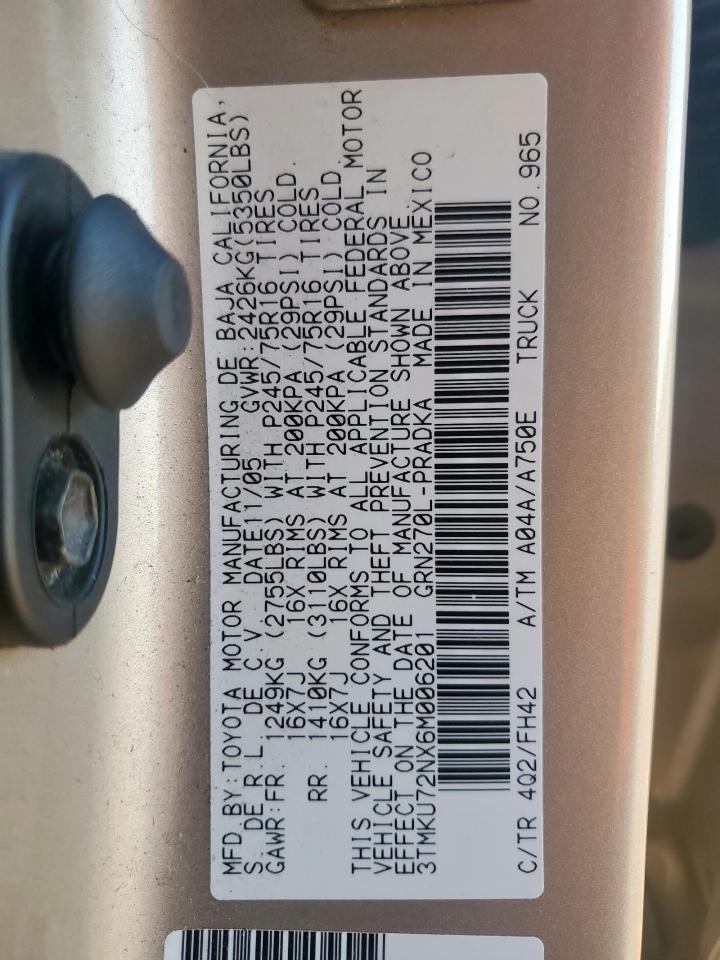 MFD.BY:TOYOTA MOTOR MANUFACTURING DE BAJA CALIFORNIA,
S. DE R.L. DE C.V. DATE11/05 GVWR:2426KG(5350LBS)
GAWR:FR. 1249KG (2755LBS) WITH P245/75R16 TIRES
16X7J 16X RIMS AT 200KPA (29PSI) COLD.
RR. 1410KG (3110LBS) WITH P245/75R16 TIRES
16X7J 16X RIMS AT 200KPA (29PSI) COLD.
THIS VEHICLE CONFORMS TO ALL APPLICABLE FEDERAL MOTOR
VEHICLE SAFETY AND THEFT PREVENTION STANDARDS IN
EFFECT ON THE DATE OF MANUFACTURE SHOWN ABOVE.
3TMKU72NX6M006201 GRN270L-PRADKA MADE IN MEXICO
C/TR 4Q2/FH42 A/TM A04A/A750E TRUCK NO.965